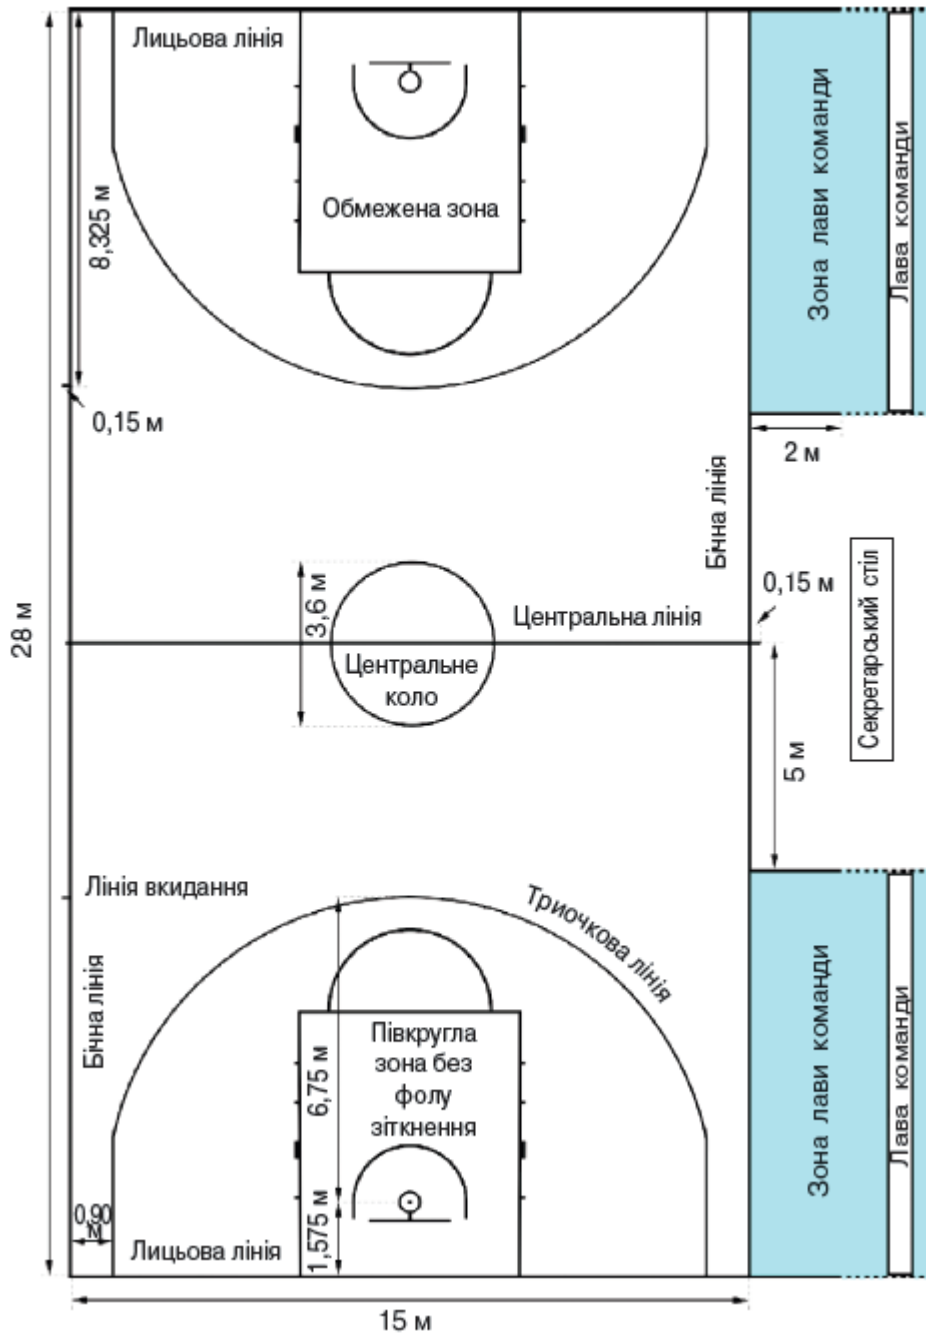 Лицьова лінія
Зона лави команди
Лава команди
8,325 м
Обмежена зона
0,15 м
2 м
Бічна лінія
28 м
3,6 м
0,15 м
Секретарський стіл
Центральна лінія
Центральне
коло
5 м
Лінія вкидання
Триочкова лінія
Бічна лінія
6,75 м
Півкругла
зона без
фолу
зіткнення
Зона лави команди
Лава команди
0,90
м
1,575 м
Лицьова лінія
15 м